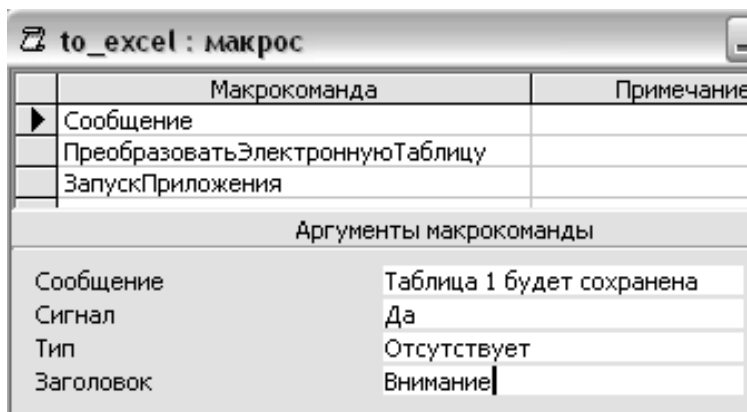 to_excel : макрос
Макрокоманда Примечание
Сообщение
ПреобразоватьЭлектроннуюТаблицу
ЗапускПриложения
Аргументы макрокоманды
Сообщение Таблица 1 будет сохранена
Сигнал Да
Тип Отсутствует
Заголовок Внимание